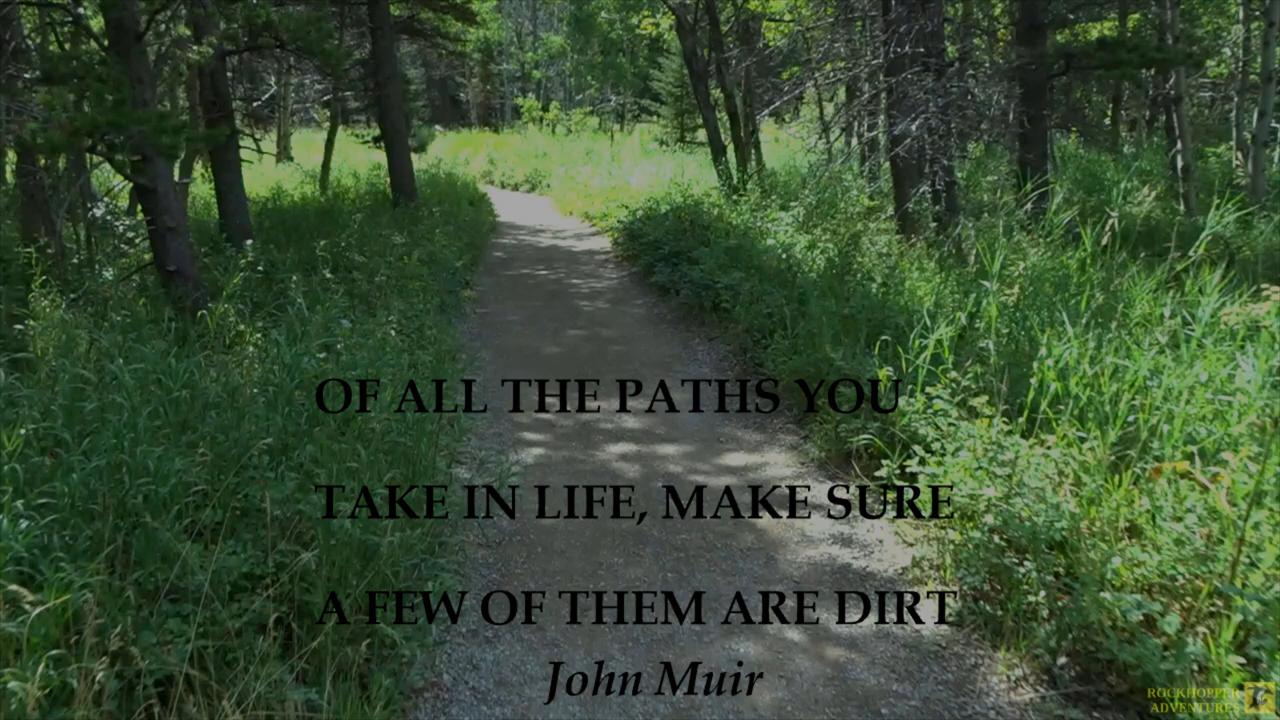 OF ALL THE PATHS YOU
TAKE IN LIFE, MAKE SURE
A FEW OF THEM ARE DIRT
John Muir
ROCKHOPPER
ADVENTURES